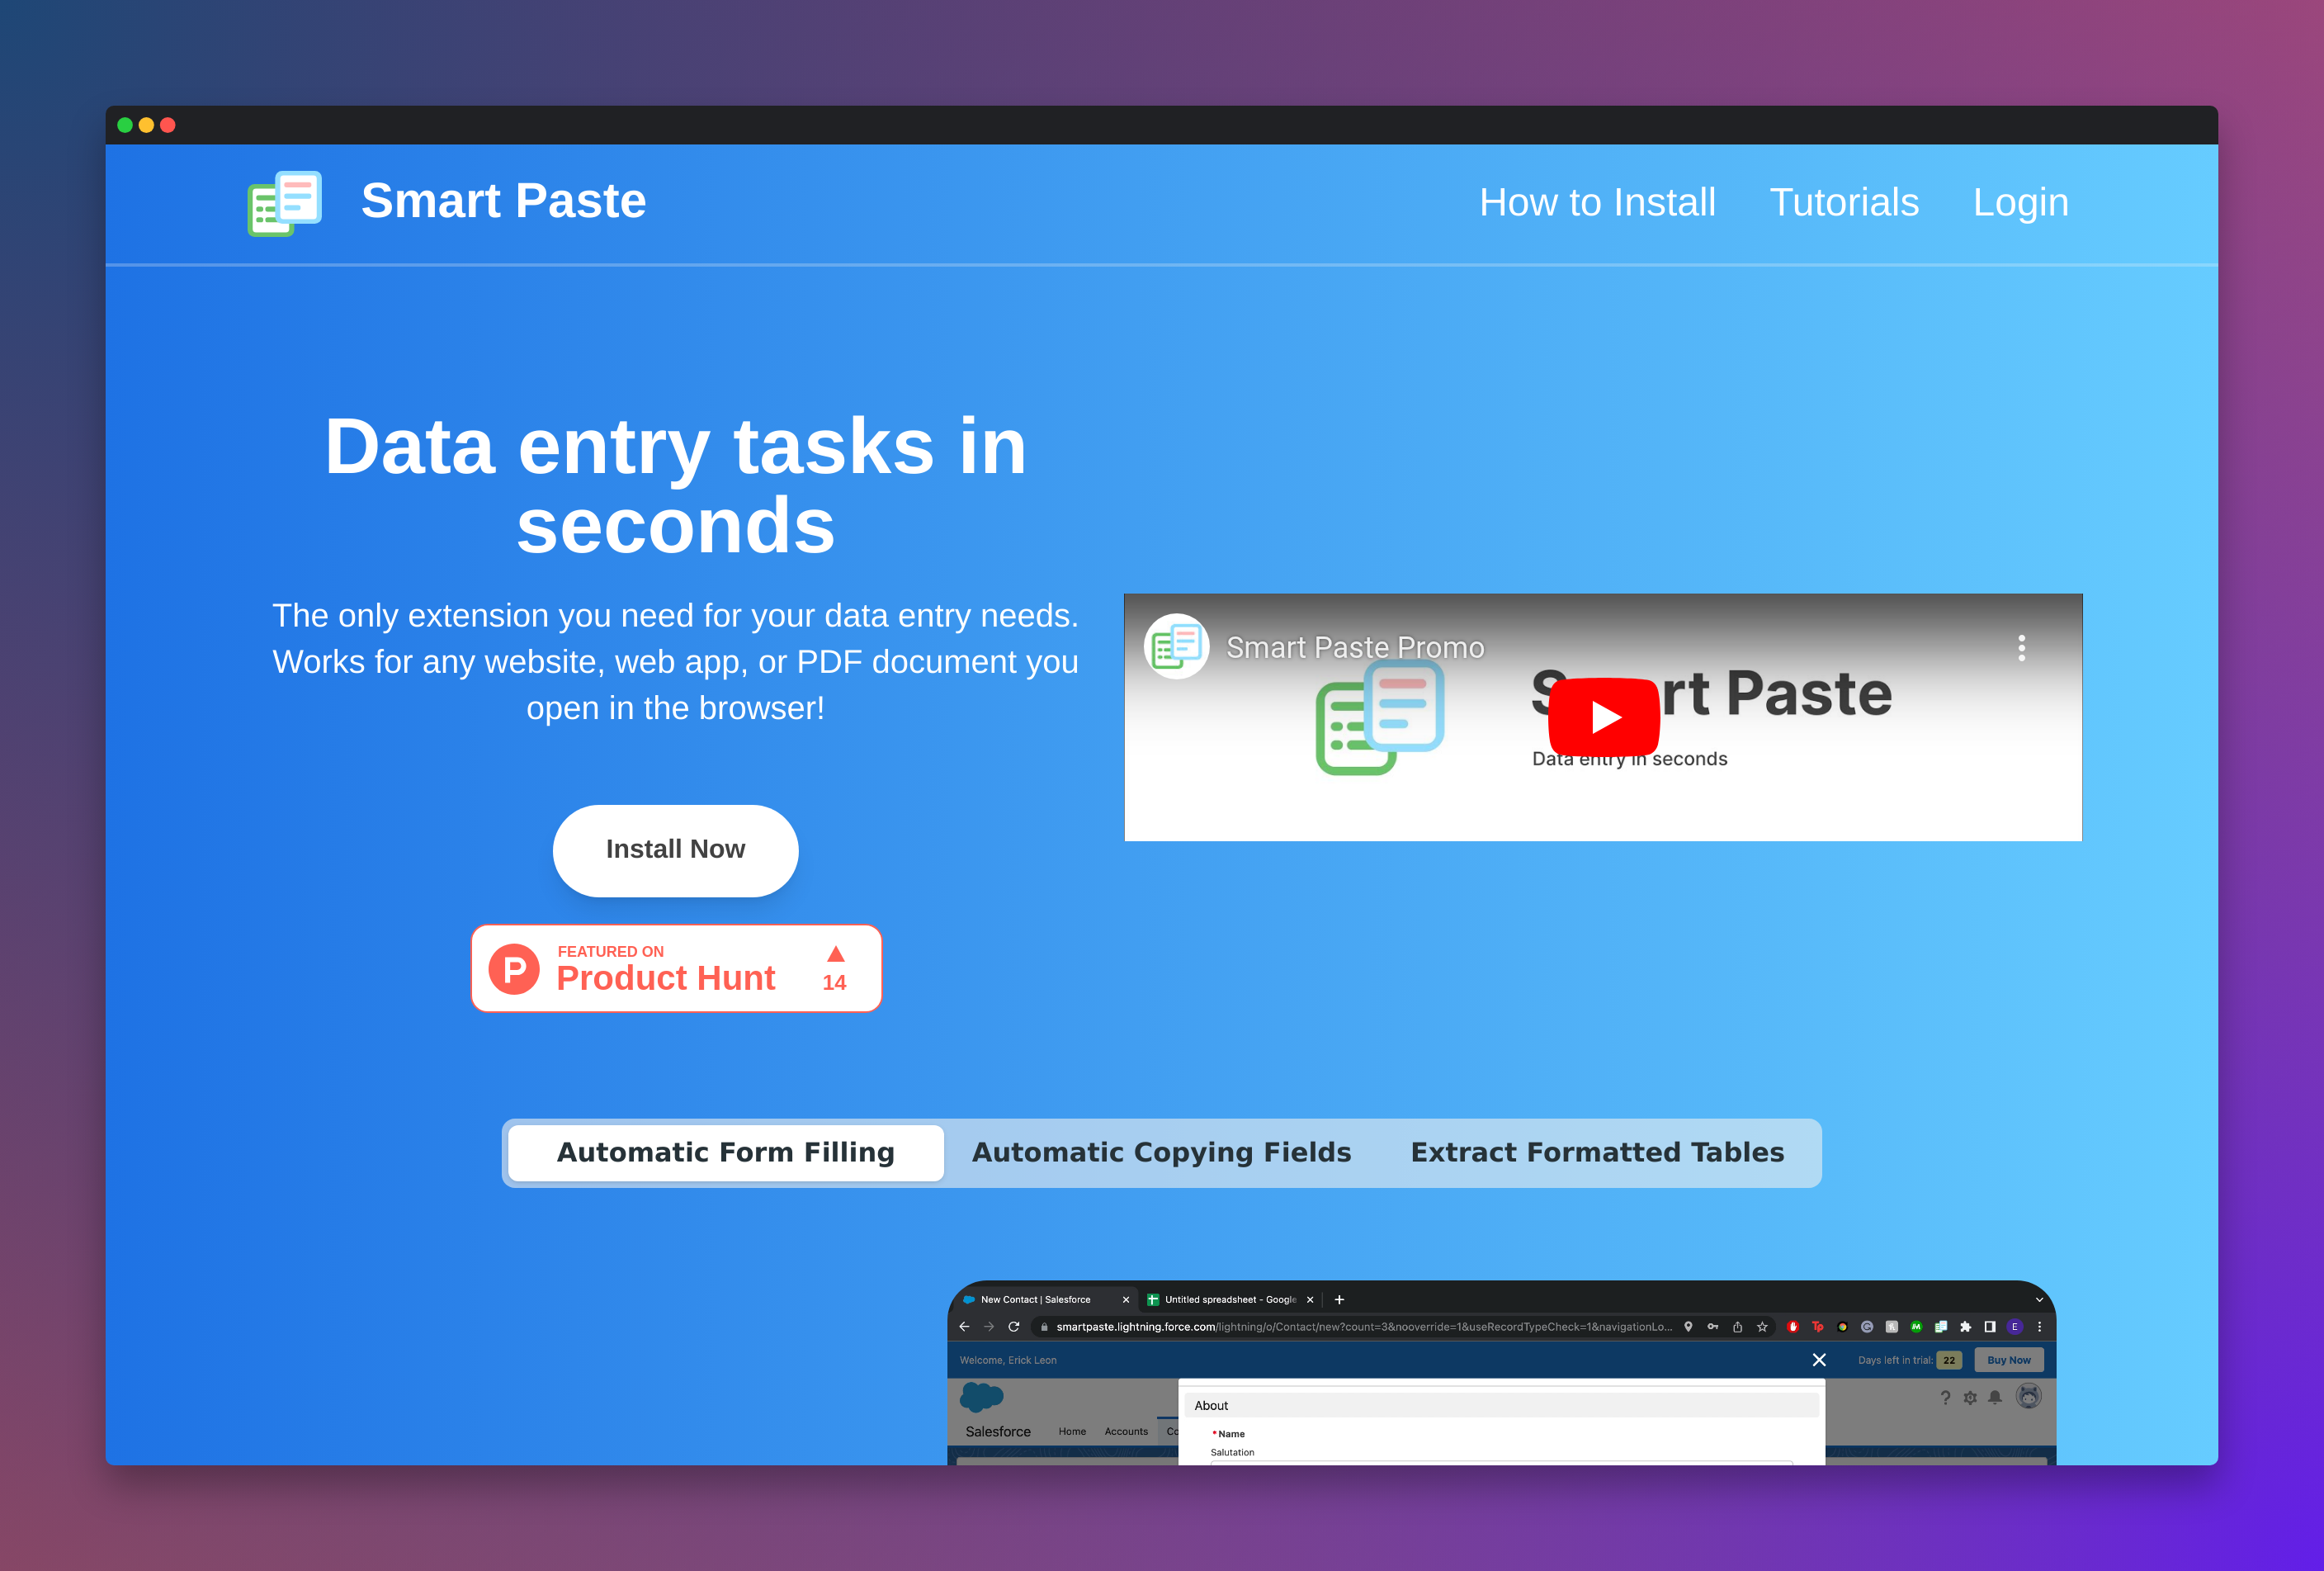 Smart Paste
How to Install
Tutorials
Login
Data entry tasks in
seconds
The only extension you need for your data entry needs.
Works for any website, web app, or PDF document you
open in the browser!
Install Now
FEATURED ON
Product Hunt
14
Smart Paste Promo
rt Paste
Data entry in seconds
Automatic Form Filling
Automatic Copying Fields
Extract Formatted Tables
New Contact | Salesforce
Untitled spreadsheet - Google
smartpaste.lightning.force.com/lightning/o/Contact/new?count=3&nooverride=1&useRecordTypeCheck=1&navigationLo...
Tp
E
Welcome, Erick Leon
Days left in trial: 22
Buy Now
About
Salesforce
Home
Accounts
Co
* Name
Salutation